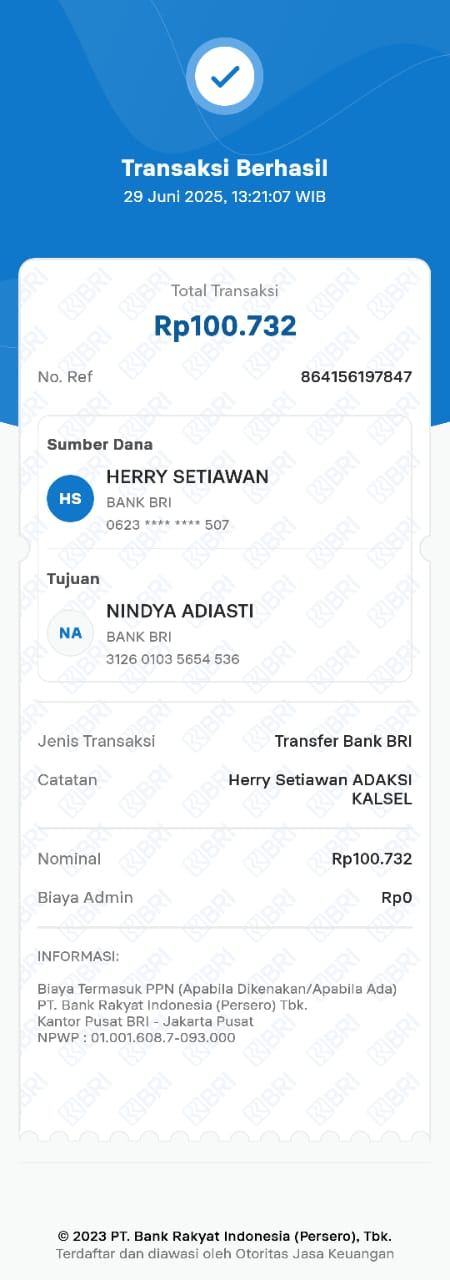 Transaksi Berhasil
29 Juni 2025, 13:21:07 WIB
Total Transaksi
Rp100.732
No. Ref 864156197847
Sumber Dana
HS
HERRY SETIAWAN
BANK BRI
0623 **** **** 507
Tujuan
NA
NINDYA ADIASTI
BANK BRI
3126 0103 5654 536
Jenis Transaksi Transfer Bank BRI
Catatan Herry Setiawan ADAKSI
KALSEL
Nominal Rp100.732
Biaya Admin Rp0
INFORMASI:
Biaya Termasuk PPN (Apabila Dikenakan/Apabila Ada)
PT. Bank Rakyat Indonesia (Persero) Tbk.
Kantor Pusat BRI - Jakarta Pusat
NPWP : 01.001.608.7-093.000
© 2023 PT. Bank Rakyat Indonesia (Persero), Tbk.
Terdaftar dan diawasi oleh Otoritas Jasa Keuangan